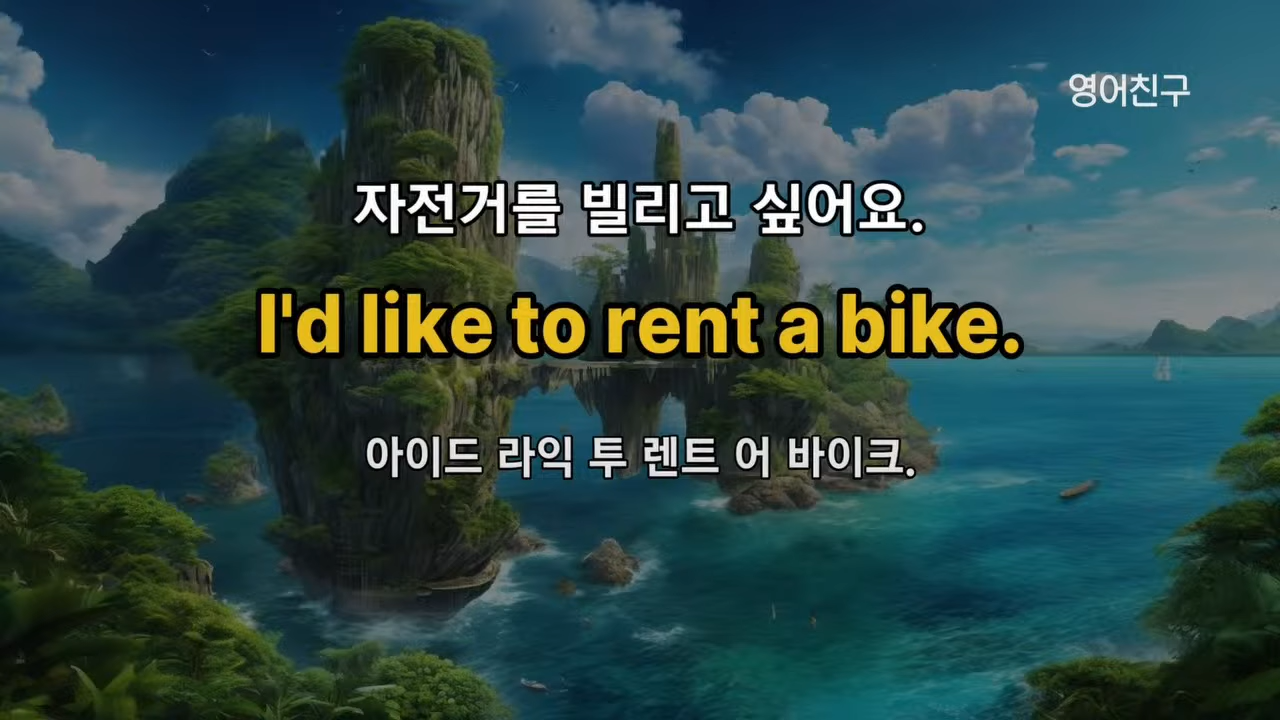 영어친구
자전거를 빌리고 싶어요.
I'd like to rent a bike.
아이드 라익 투 렌트 어 바이크.